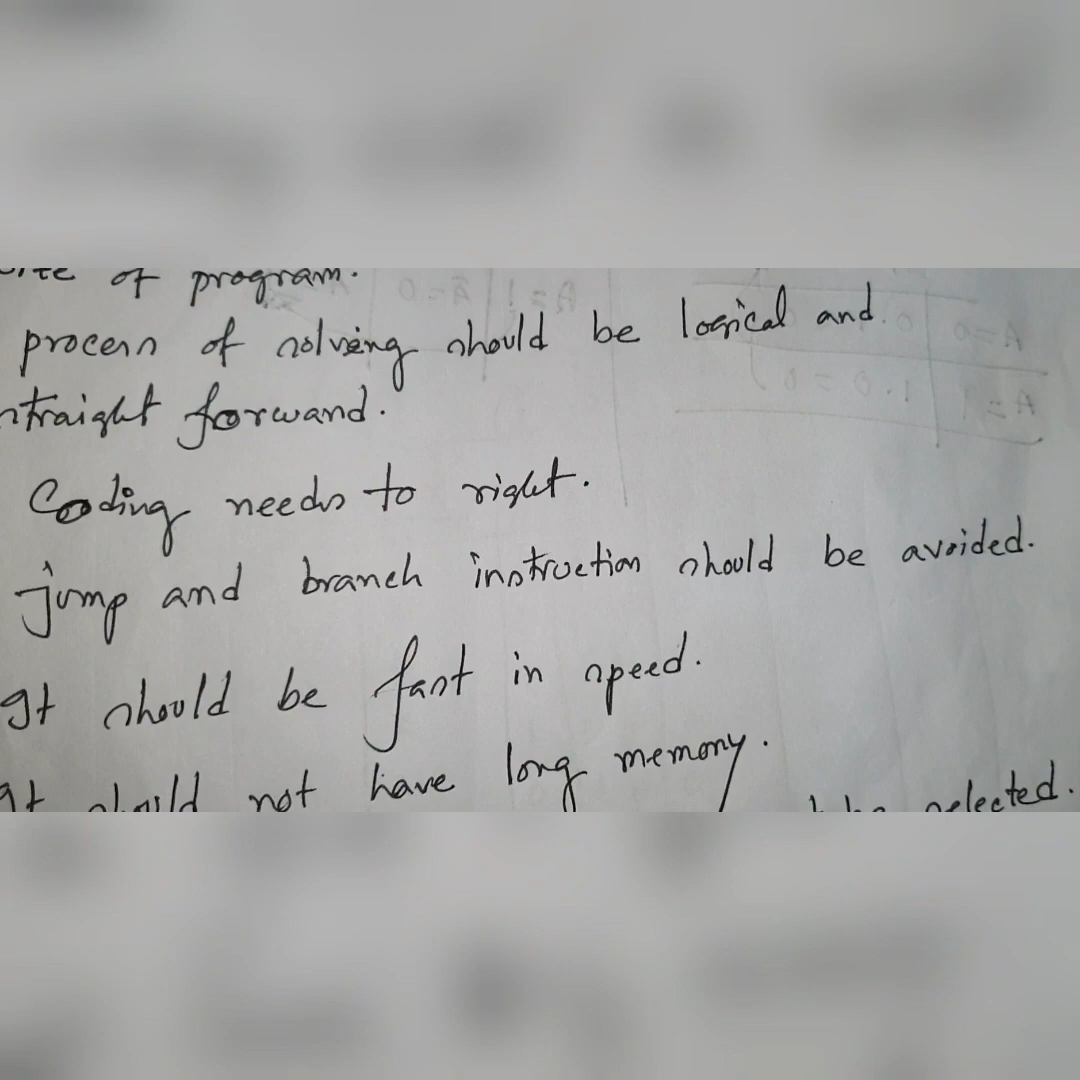 of program.
process of solving should be logical and
straight forward.
Coding needs to right.
jump and branch instruction should be avoided.
It should be fast in speed.
It should not have long memory.
selected.